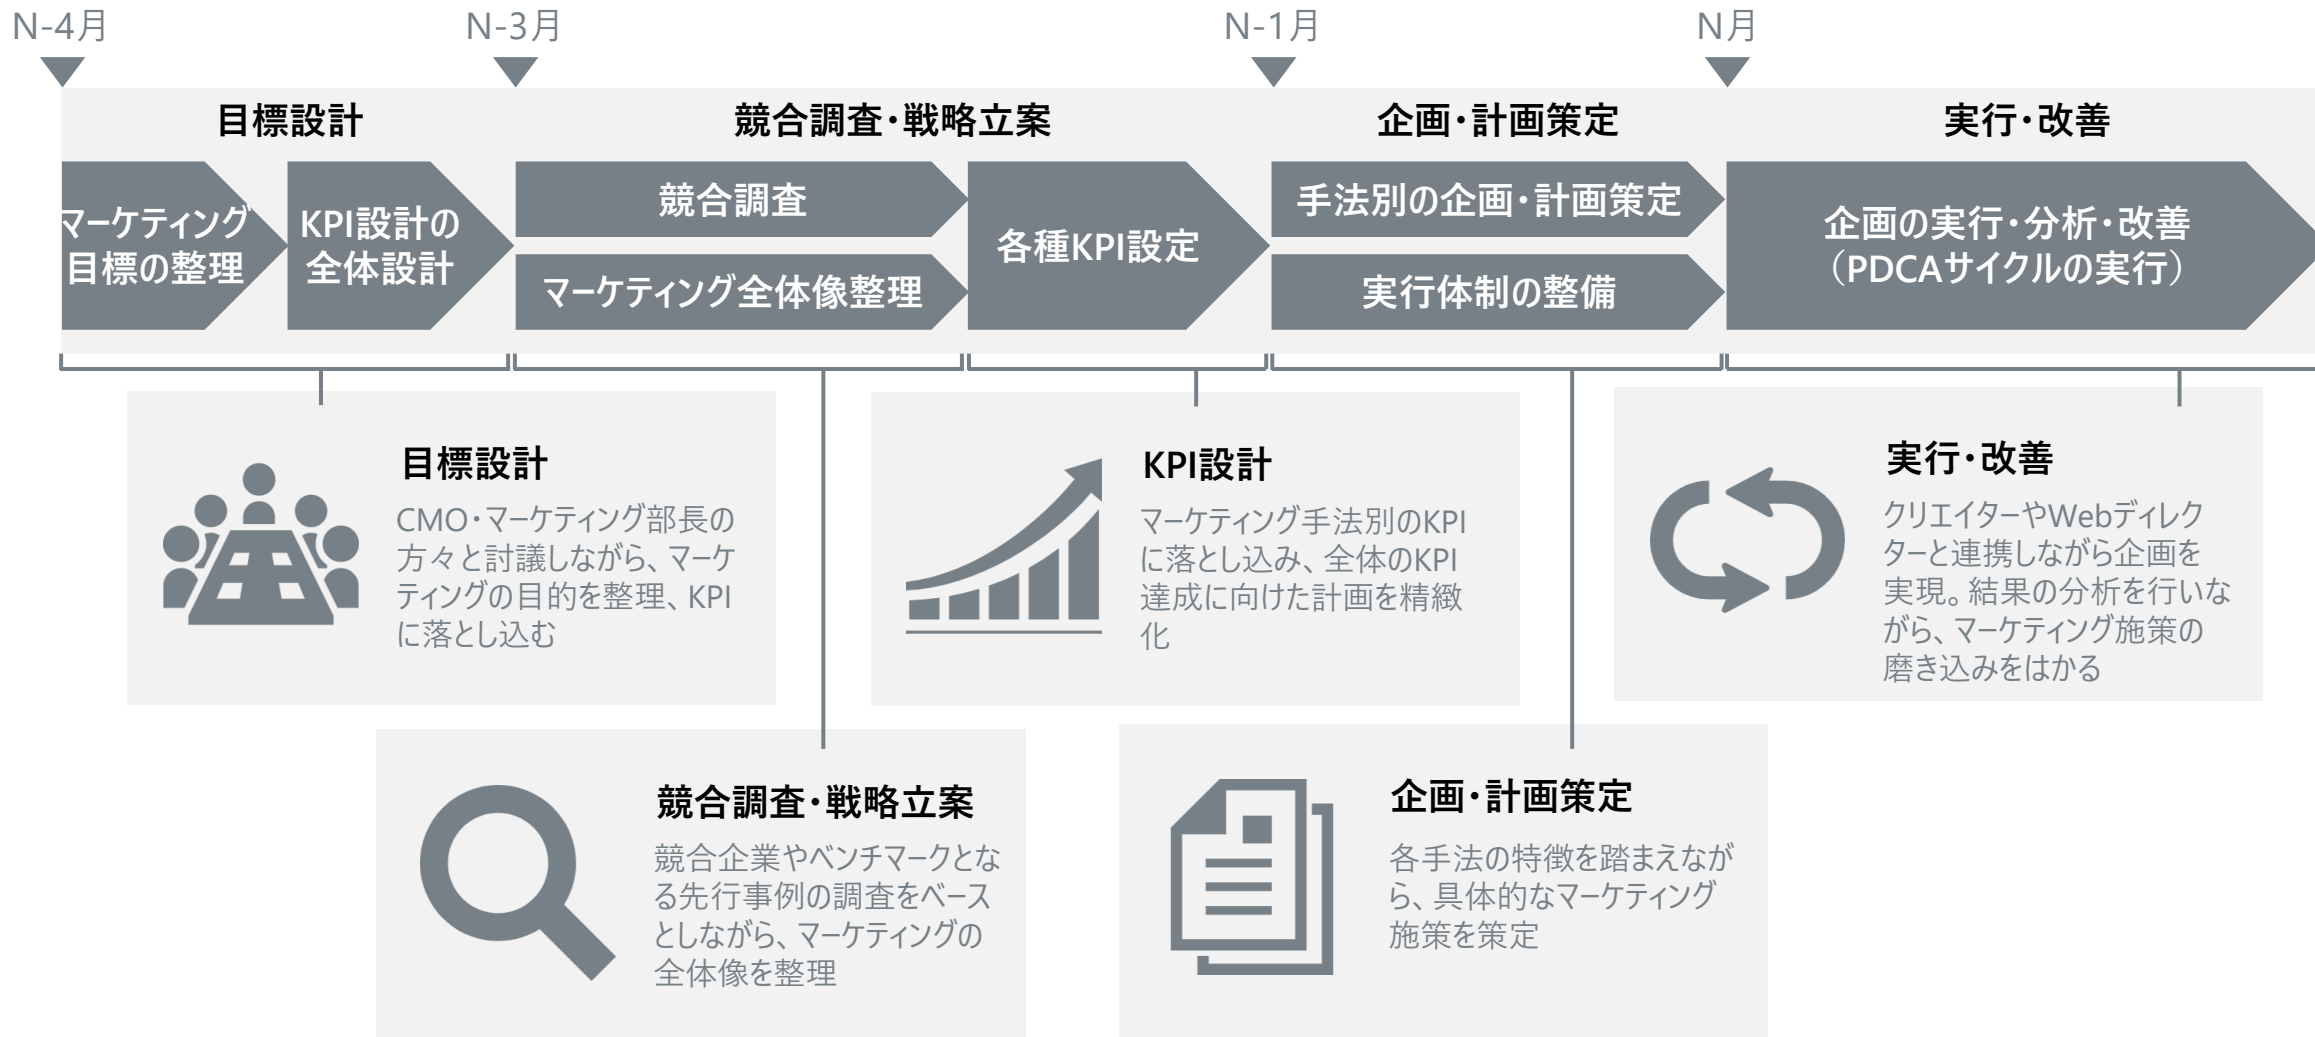 N-4月
N-3月
N-1月
N月
目標設計
競合調査・戦略立案
企画・計画策定
実行・改善
マーケティング
目標の整理
KPI設計の
全体設計
競合調査
マーケティング全体像整理
各種KPI設定
手法別の企画・計画策定
実行体制の整備
企画の実行・分析・改善
（PDCAサイクルの実行）
目標設計
CMO・マーケティング部長の
方々と討議しながら、マーケ
ティングの目的を整理、KPI
に落とし込む
KPI設計
マーケティング手法別のKPI
に落とし込み、全体のKPI
達成に向けた計画を精緻
化
実行・改善
クリエイターやWebディレク
ターと連携しながら企画を
実現。結果の分析を行いな
がら、マーケティング施策の
磨き込みをはかる
競合調査・戦略立案
競合企業やベンチマークとな
る先行事例の調査をベース
としながら、マーケティングの
全体像を整理
企画・計画策定
各手法の特徴を踏まえなが
ら、具体的なマーケティング
施策を策定